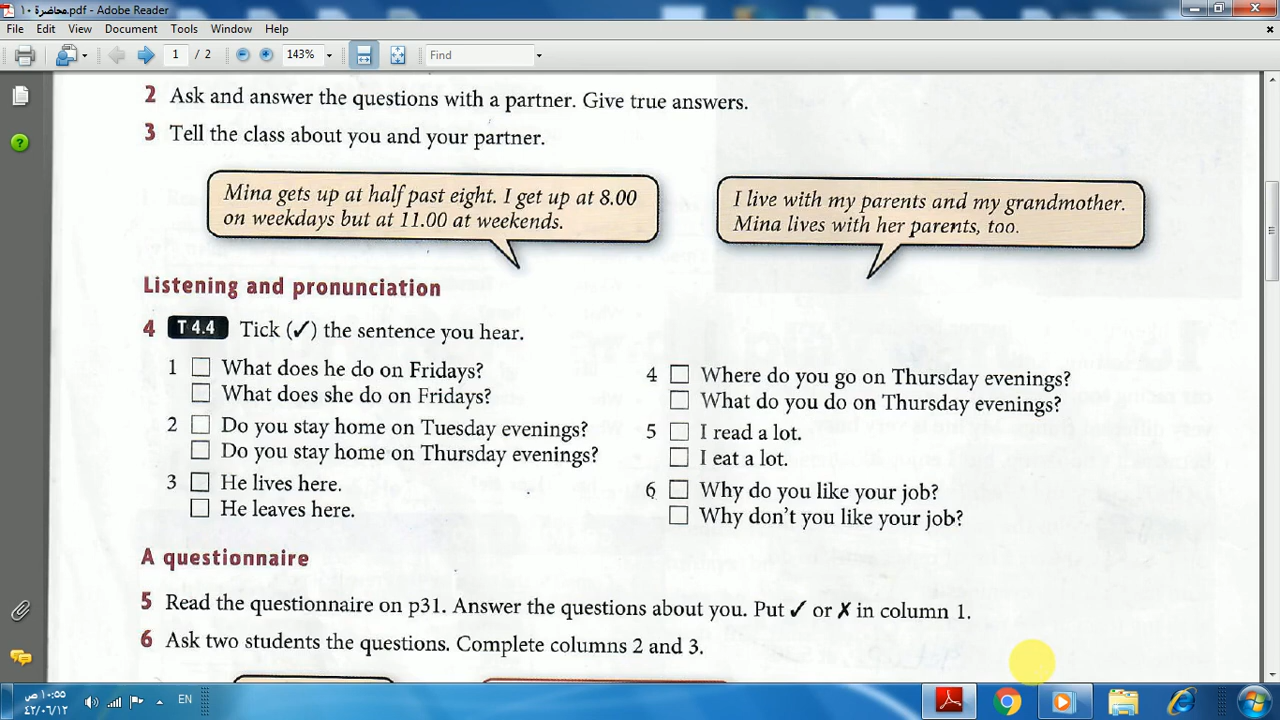 محاضرة ١٠.pdf - Adobe Reader
File Edit View Document Tools Window Help
1 / 2 143% Find
2 Ask and answer the questions with a partner. Give true answers.
3 Tell the class about you and your partner.
Mina gets up at half past eight. I get up at 8.00
on weekdays but at 11.00 at weekends.
I live with my parents and my grandmother.
Mina lives with her parents, too.
Listening and pronunciation
4 T 4.4 Tick (✓) the sentence you hear.
1 What does he do on Fridays?
What does she do on Fridays?
2 Do you stay home on Tuesday evenings?
Do you stay home on Thursday evenings?
3 He lives here.
He leaves here.
4 Where do you go on Thursday evenings?
What do you do on Thursday evenings?
5 I read a lot.
I eat a lot.
6 Why do you like your job?
Why don't you like your job?
A questionnaire
5 Read the questionnaire on p31. Answer the questions about you. Put ✓ or ✗ in column 1.
6 Ask two students the questions. Complete columns 2 and 3.
١٠:٥٥ ص
٤٢/٠٦/١٢
EN